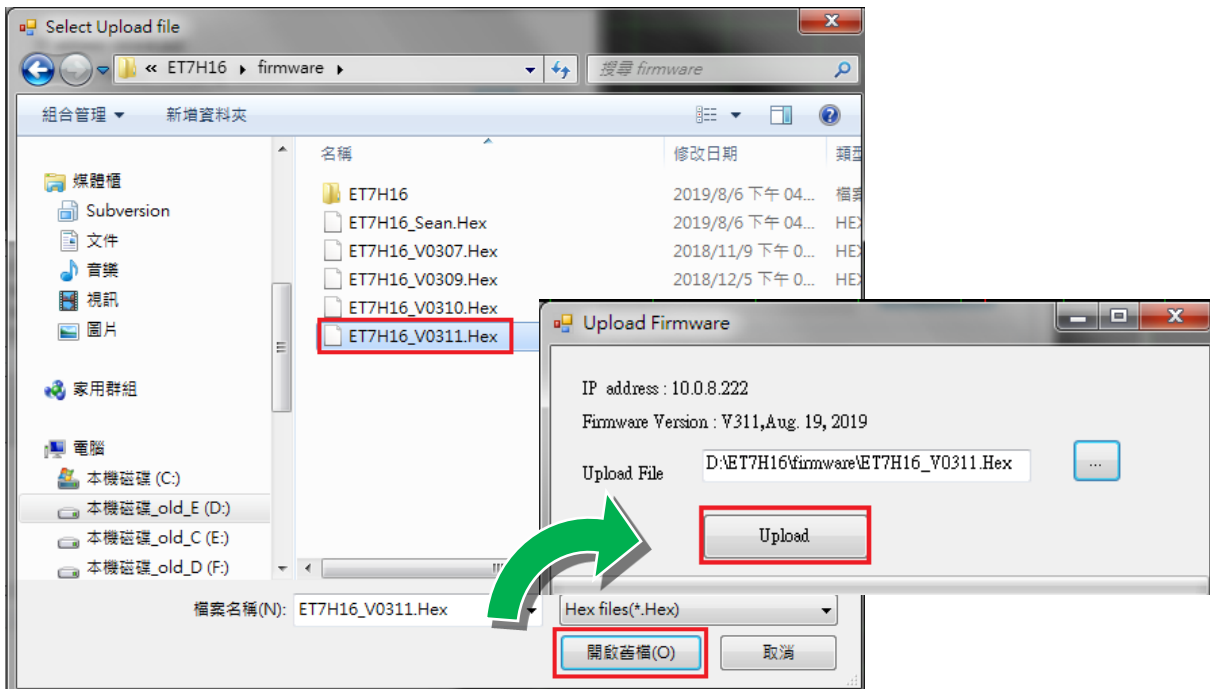 Select Upload file
« ET7H16 ▸ firmware ▸
搜尋 firmware
組合管理
新增資料夾
名稱
修改日期
類型
媒體櫃
Subversion
文件
音樂
視訊
圖片
家用群組
電腦
本機磁碟 (C:)
本機磁碟_old_E (D:)
本機磁碟_old_C (E:)
本機磁碟_old_D (F:)
ET7H16 2019/8/6 下午 04...
ET7H16_Sean.Hex 2019/8/6 下午 04... HEX
ET7H16_V0307.Hex 2018/11/9 下午 0... HEX
ET7H16_V0309.Hex 2018/12/5 下午 0... HEX
ET7H16_V0310.Hex
ET7H16_V0311.Hex
檔案名稱(N): ET7H16_V0311.Hex
Hex files(*.Hex)
開啟舊檔(O)
取消
Upload Firmware
IP address : 10.0.8.222
Firmware Version : V311,Aug. 19, 2019
Upload File
D:\ET7H16\firmware\ET7H16_V0311.Hex
...
Upload